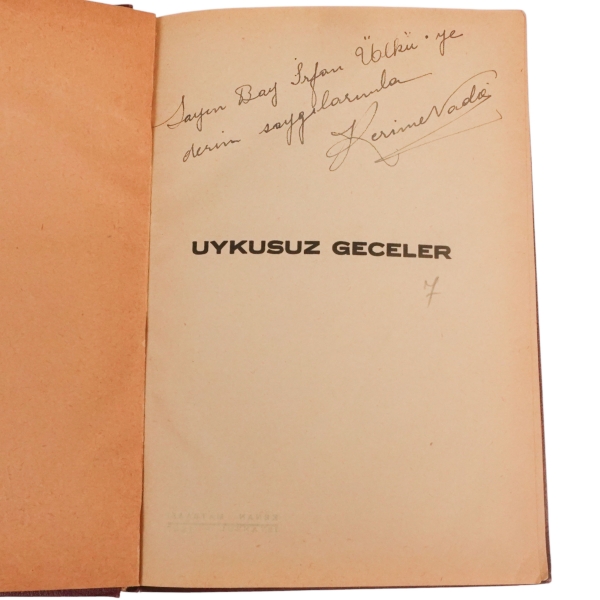 Sayın Bay İrfan Ülkü'ye
derin saygılarımla
Kerime Nadir
UYKUSUZ GECELER
7